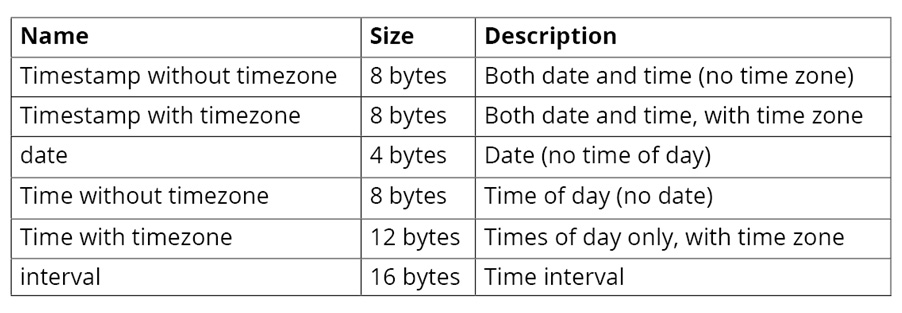 Name Size Description
Timestamp without timezone 8 bytes Both date and time (no time zone)
Timestamp with timezone 8 bytes Both date and time, with time zone
date 4 bytes Date (no time of day)
Time without timezone 8 bytes Time of day (no date)
Time with timezone 12 bytes Times of day only, with time zone
interval 16 bytes Time interval